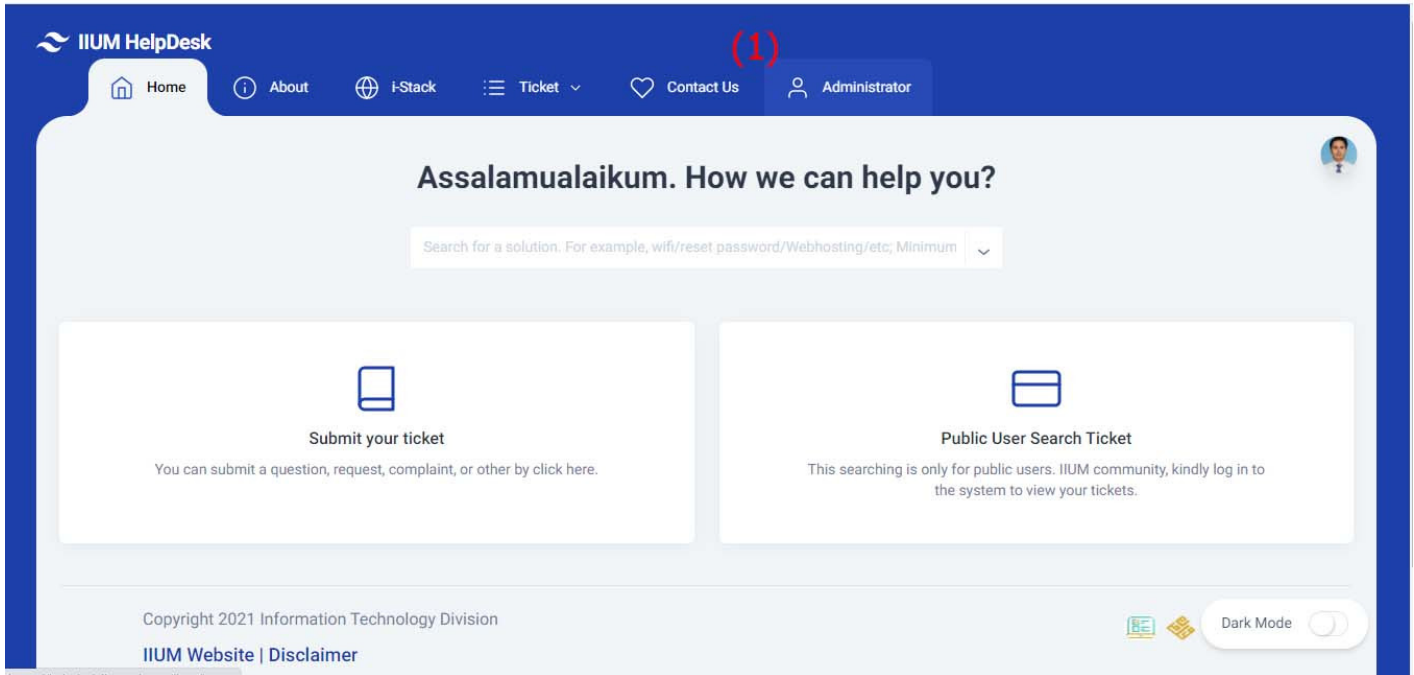 IIUM HelpDesk
(1)
Home
About
i-Stack
Ticket
Contact Us
Administrator
Assalamualaikum. How we can help you?
Search for a solution. For example, wifi/reset password/Webhosting/etc; Minimum
Submit your ticket
You can submit a question, request, complaint, or other by click here.
Public User Search Ticket
This searching is only for public users. IIUM community, kindly log in to
the system to view your tickets.
Copyright 2021 Information Technology Division
IIUM Website | Disclaimer
Dark Mode